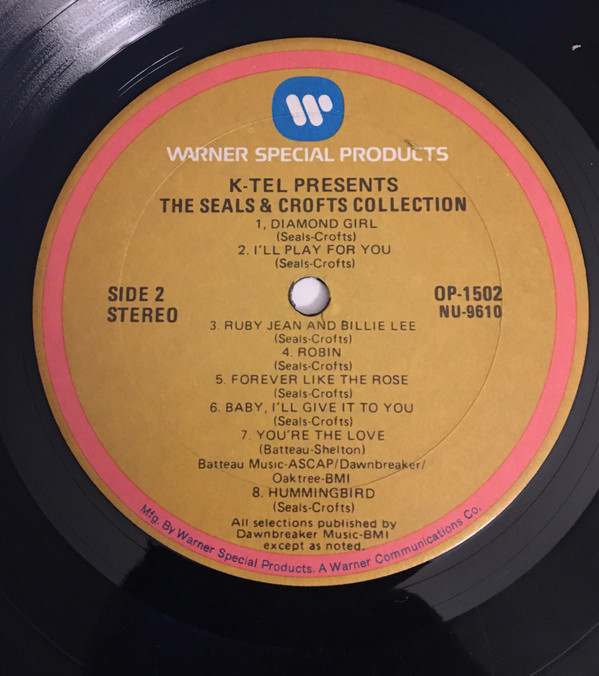 W
WARNER SPECIAL PRODUCTS
K-TEL PRESENTS
THE SEALS & CROFTS COLLECTION
1, DIAMOND GIRL
(Seals-Crofts)
2. I'LL PLAY FOR YOU
(Seals-Crofts)
SIDE 2
STEREO
OP-1502
NU-9610
3. RUBY JEAN AND BILLIE LEE
(Seals-Crofts)
4. ROBIN
(Seals-Crofts)
5. FOREVER LIKE THE ROSE
(Seals-Crofts)
6. BABY, I'LL GIVE IT TO YOU
(Seals-Crofts)
7. YOU'RE THE LOVE
(Batteau-Shelton)
Batteau Music-ASCAP/Dawnbreaker/
Oaktree-BMI
8. HUMMINGBIRD
(Seals-Crofts)
All selections published by
Dawnbreaker Music-BMI
except as noted.
Mfg. By Warner Special Products. A Warner Communications Co.